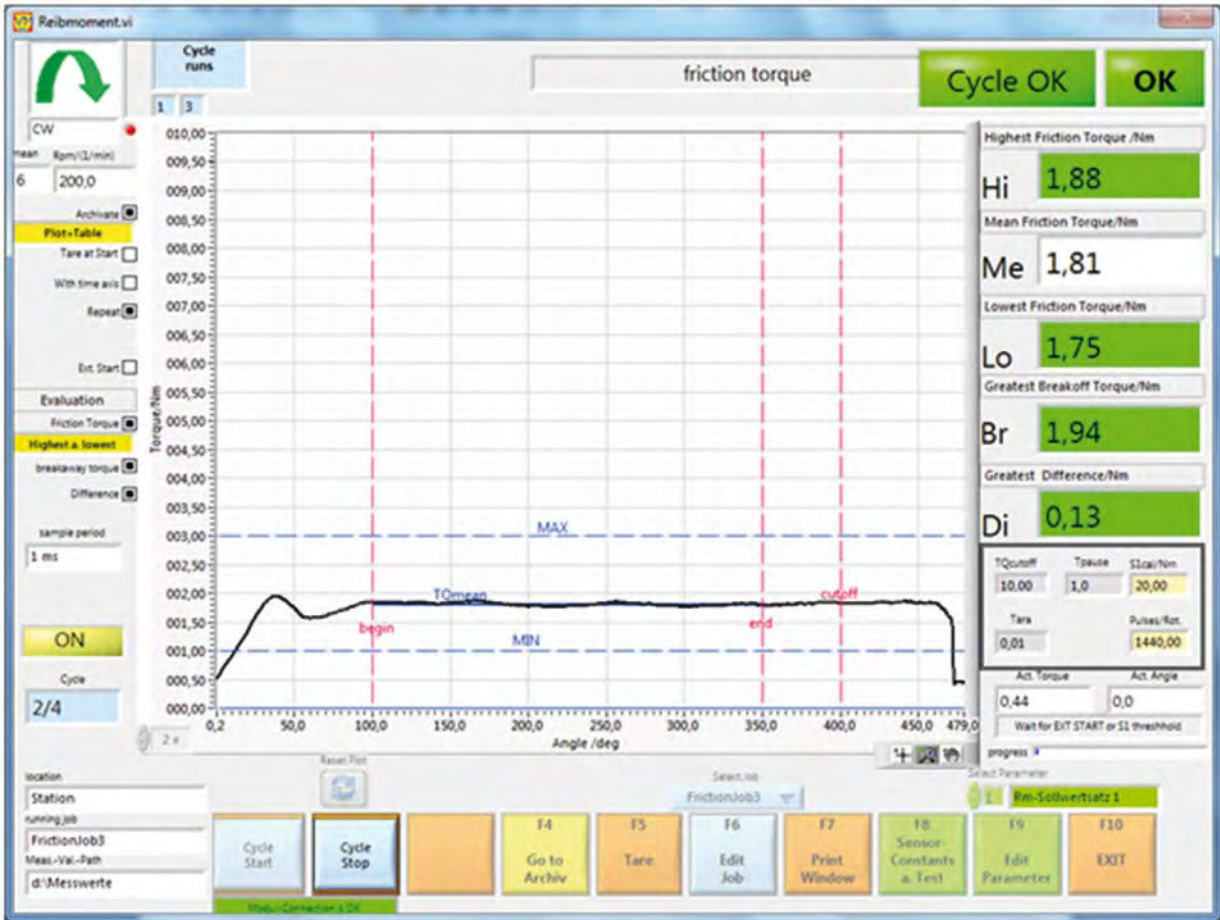 Reibmoment.vi
Cycle runs
1 3
friction torque
Cycle OK
OK
CW
mean Rpm/(1/min)
6 200,0
Archivate
Plot+Table
Tare at Start
With time axis
Repeat
Ext. Start
Evaluation
Friction Torque
Highest a. lowest
breakaway torque
Difference
sample period
1 ms
ON
Cycle
2/4
Torque/Nm
010,00
009,50
009,00
008,50
008,00
007,50
007,00
006,50
006,00
005,50
005,00
004,50
004,00
003,50
003,00
002,50
002,00
001,50
001,00
000,50
000,00
MAX
TQmean
MIN
begin
end
cutoff
0,2 50,0 100,0 150,0 200,0 250,0 300,0 350,0 400,0 450,0 479,0
Angle /deg
2 x
Highest Friction Torque /Nm
Hi 1,88
Mean Friction Torque/Nm
Me 1,81
Lowest Friction Torque/Nm
Lo 1,75
Greatest Breakoff Torque/Nm
Br 1,94
Greatest Difference/Nm
Di 0,13
TQcutoff Tpause S1cal/Nm
10,00 1,0 20,00
Tara Pulses/Rot.
0,01 1440,00
Act. Torque Act. Angle
0,44 0,0
Wait for EXT START or S1 threshhold
progress
location
Station
running job
FrictionJob3
Meas.-Val.-Path
d:\Messwerte
Reset Plot
Select Job
FrictionJob3
Select Parameter
1 Rm-Sollwertsatz 1
Cycle Start
Cycle Stop
F4 Go to Archiv
F5 Tare
F6 Edit Job
F7 Print Window
F8 Sensor-Constants a. Test
F9 Edit Parameter
F10 EXIT